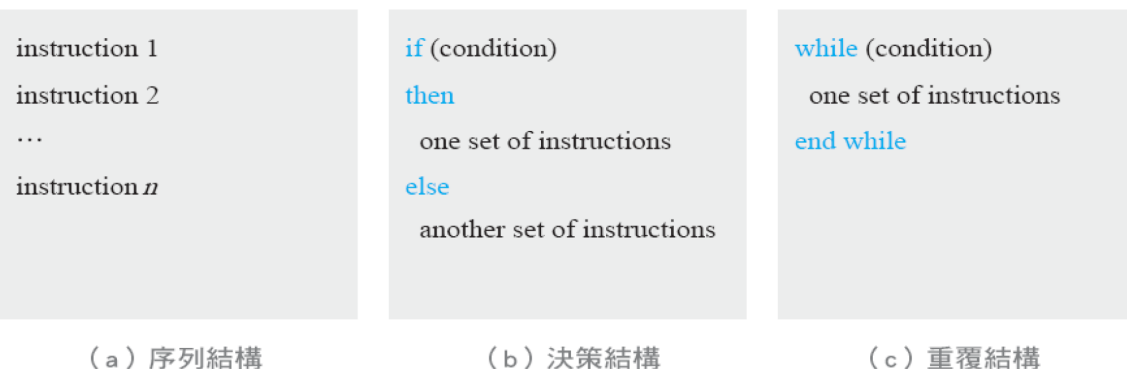 instruction 1
instruction 2
…
instruction n
if (condition)
then
one set of instructions
else
another set of instructions
while (condition)
one set of instructions
end while
（a）序列結構
（b）決策結構
（c）重覆結構